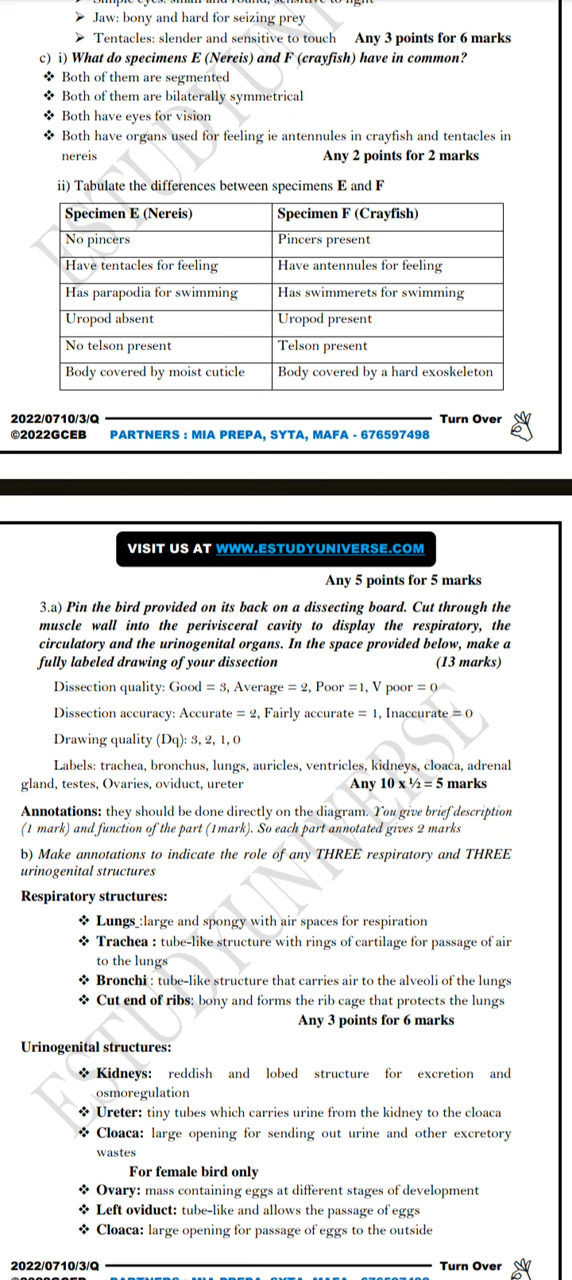 ➤ Jaw: bony and hard for seizing prey
➤ Tentacles: slender and sensitive to touch Any 3 points for 6 marks
c) i) What do specimens E (Nereis) and F (crayfish) have in common?
❖ Both of them are segmented
❖ Both of them are bilaterally symmetrical
❖ Both have eyes for vision
❖ Both have organs used for feeling ie antennules in crayfish and tentacles in
nereis Any 2 points for 2 marks
ii) Tabulate the differences between specimens E and F
Specimen E (Nereis) Specimen F (Crayfish)
No pincers Pincers present
Have tentacles for feeling Have antennules for feeling
Has parapodia for swimming Has swimmerets for swimming
Uropod absent Uropod present
No telson present Telson present
Body covered by moist cuticle Body covered by a hard exoskeleton
2022/0710/3/Q Turn Over
©2022GCEB PARTNERS : MIA PREPA, SYTA, MAFA - 676597498
VISIT US AT WWW.ESTUDYUNIVERSE.COM
Any 5 points for 5 marks
3.a) Pin the bird provided on its back on a dissecting board. Cut through the
muscle wall into the perivisceral cavity to display the respiratory, the
circulatory and the urinogenital organs. In the space provided below, make a
fully labeled drawing of your dissection (13 marks)
Dissection quality: Good = 3, Average = 2, Poor =1, V poor = 0
Dissection accuracy: Accurate = 2, Fairly accurate = 1, Inaccurate = 0
Drawing quality (Dq): 3, 2, 1, 0
Labels: trachea, bronchus, lungs, auricles, ventricles, kidneys, cloaca, adrenal
gland, testes, Ovaries, oviduct, ureter Any 10 x ½ = 5 marks
Annotations: they should be done directly on the diagram. You give brief description
(1 mark) and function of the part (1mark). So each part annotated gives 2 marks
b) Make annotations to indicate the role of any THREE respiratory and THREE
urinogenital structures
Respiratory structures:
❖ Lungs :large and spongy with air spaces for respiration
❖ Trachea : tube-like structure with rings of cartilage for passage of air
to the lungs
❖ Bronchi : tube-like structure that carries air to the alveoli of the lungs
❖ Cut end of ribs: bony and forms the rib cage that protects the lungs
Any 3 points for 6 marks
Urinogenital structures:
❖ Kidneys: reddish and lobed structure for excretion and
osmoregulation
❖ Ureter: tiny tubes which carries urine from the kidney to the cloaca
❖ Cloaca: large opening for sending out urine and other excretory
wastes
For female bird only
❖ Ovary: mass containing eggs at different stages of development
❖ Left oviduct: tube-like and allows the passage of eggs
❖ Cloaca: large opening for passage of eggs to the outside
2022/0710/3/Q Turn Over